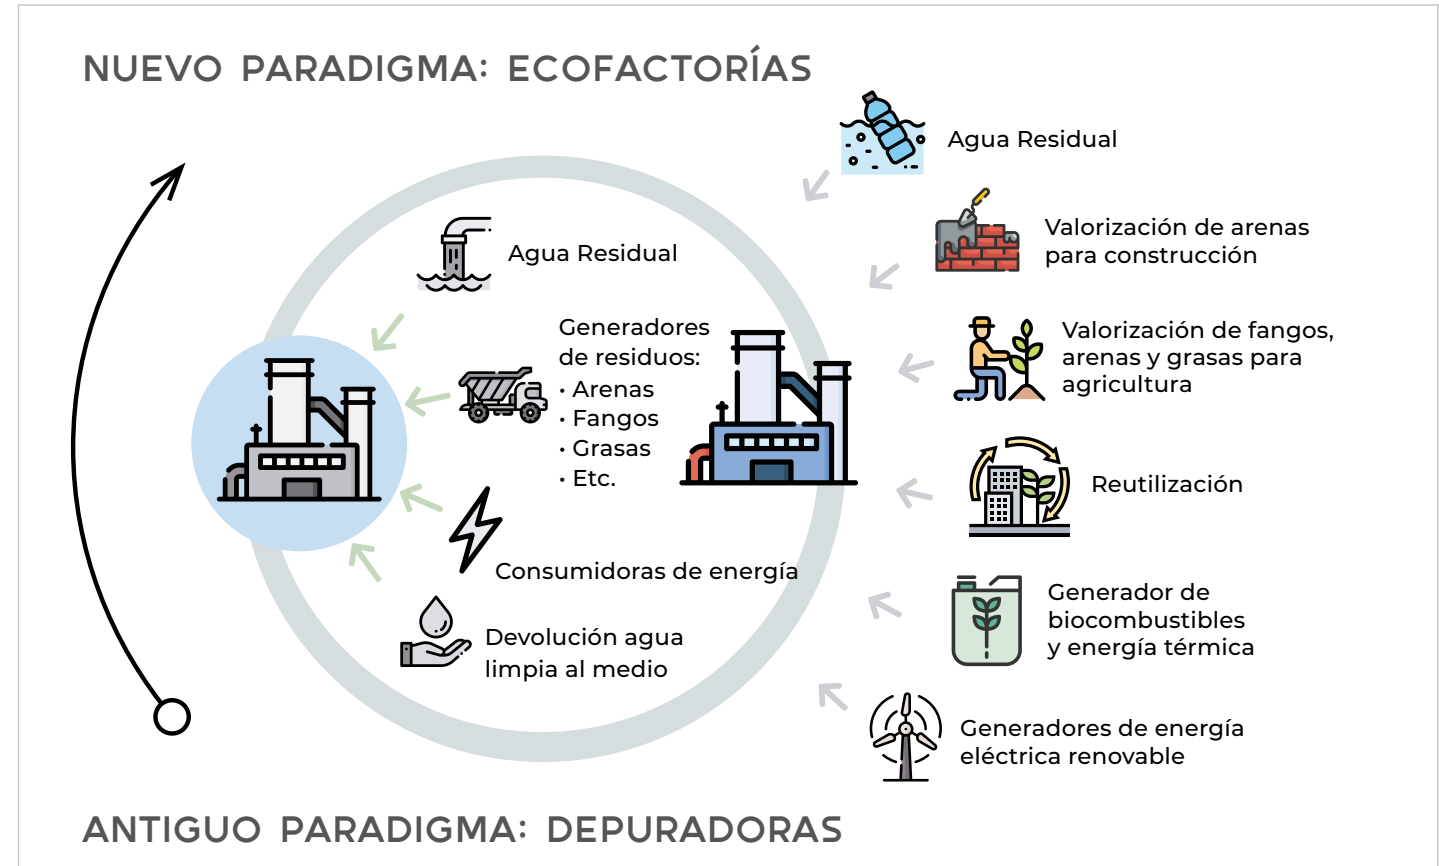 NUEVO PARADIGMA: ECOFACTORÍAS
Agua Residual
Generadores
de residuos:
· Arenas
· Fangos
· Grasas
· Etc.
Consumidoras de energía
Devolución agua
limpia al medio
Agua Residual
Valorización de arenas
para construcción
Valorización de fangos,
arenas y grasas para
agricultura
Reutilización
Generador de
biocombustibles
y energía térmica
Generadores de energía
eléctrica renovable
ANTIGUO PARADIGMA: DEPURADORAS